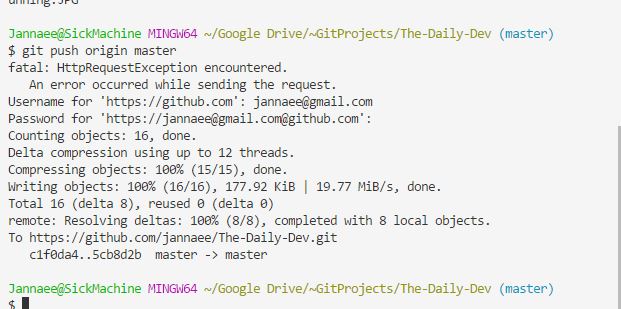 unning.JPG
Jannaee@SickMachine MINGW64 ~/Google Drive/~GitProjects/The-Daily-Dev (master)
$ git push origin master
fatal: HttpRequestException encountered.
   An error occurred while sending the request.
Username for 'https://github.com': jannaee@gmail.com
Password for 'https://jannaee@gmail.com@github.com':
Counting objects: 16, done.
Delta compression using up to 12 threads.
Compressing objects: 100% (15/15), done.
Writing objects: 100% (16/16), 177.92 KiB | 19.77 MiB/s, done.
Total 16 (delta 8), reused 0 (delta 0)
remote: Resolving deltas: 100% (8/8), completed with 8 local objects.
To https://github.com/jannaee/The-Daily-Dev.git
   c1f0da4..5cb8d2b  master -> master
Jannaee@SickMachine MINGW64 ~/Google Drive/~GitProjects/The-Daily-Dev (master)
$